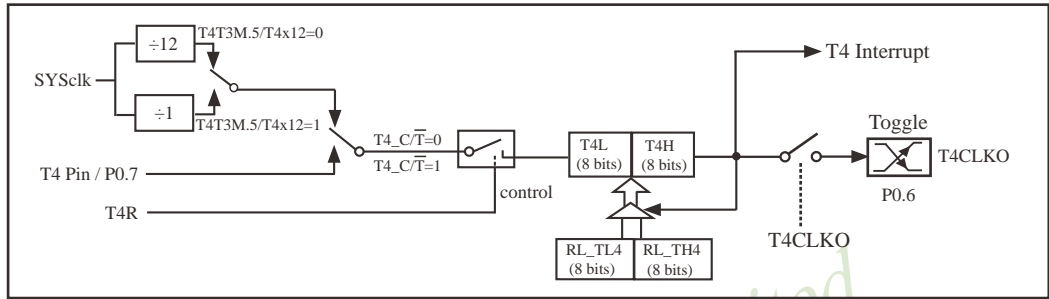 T4T3M.5/T4x12=0
÷12
SYSclk
÷1
T4T3M.5/T4x12=1
T4 Pin / P0.7
T4R
T4_C/T̅=0
T4_C/T̅=1
control
T4L
(8 bits)
T4H
(8 bits)
RL_TL4
(8 bits)
RL_TH4
(8 bits)
T4 Interrupt
Toggle
T4CLKO
P0.6
T4CLKO